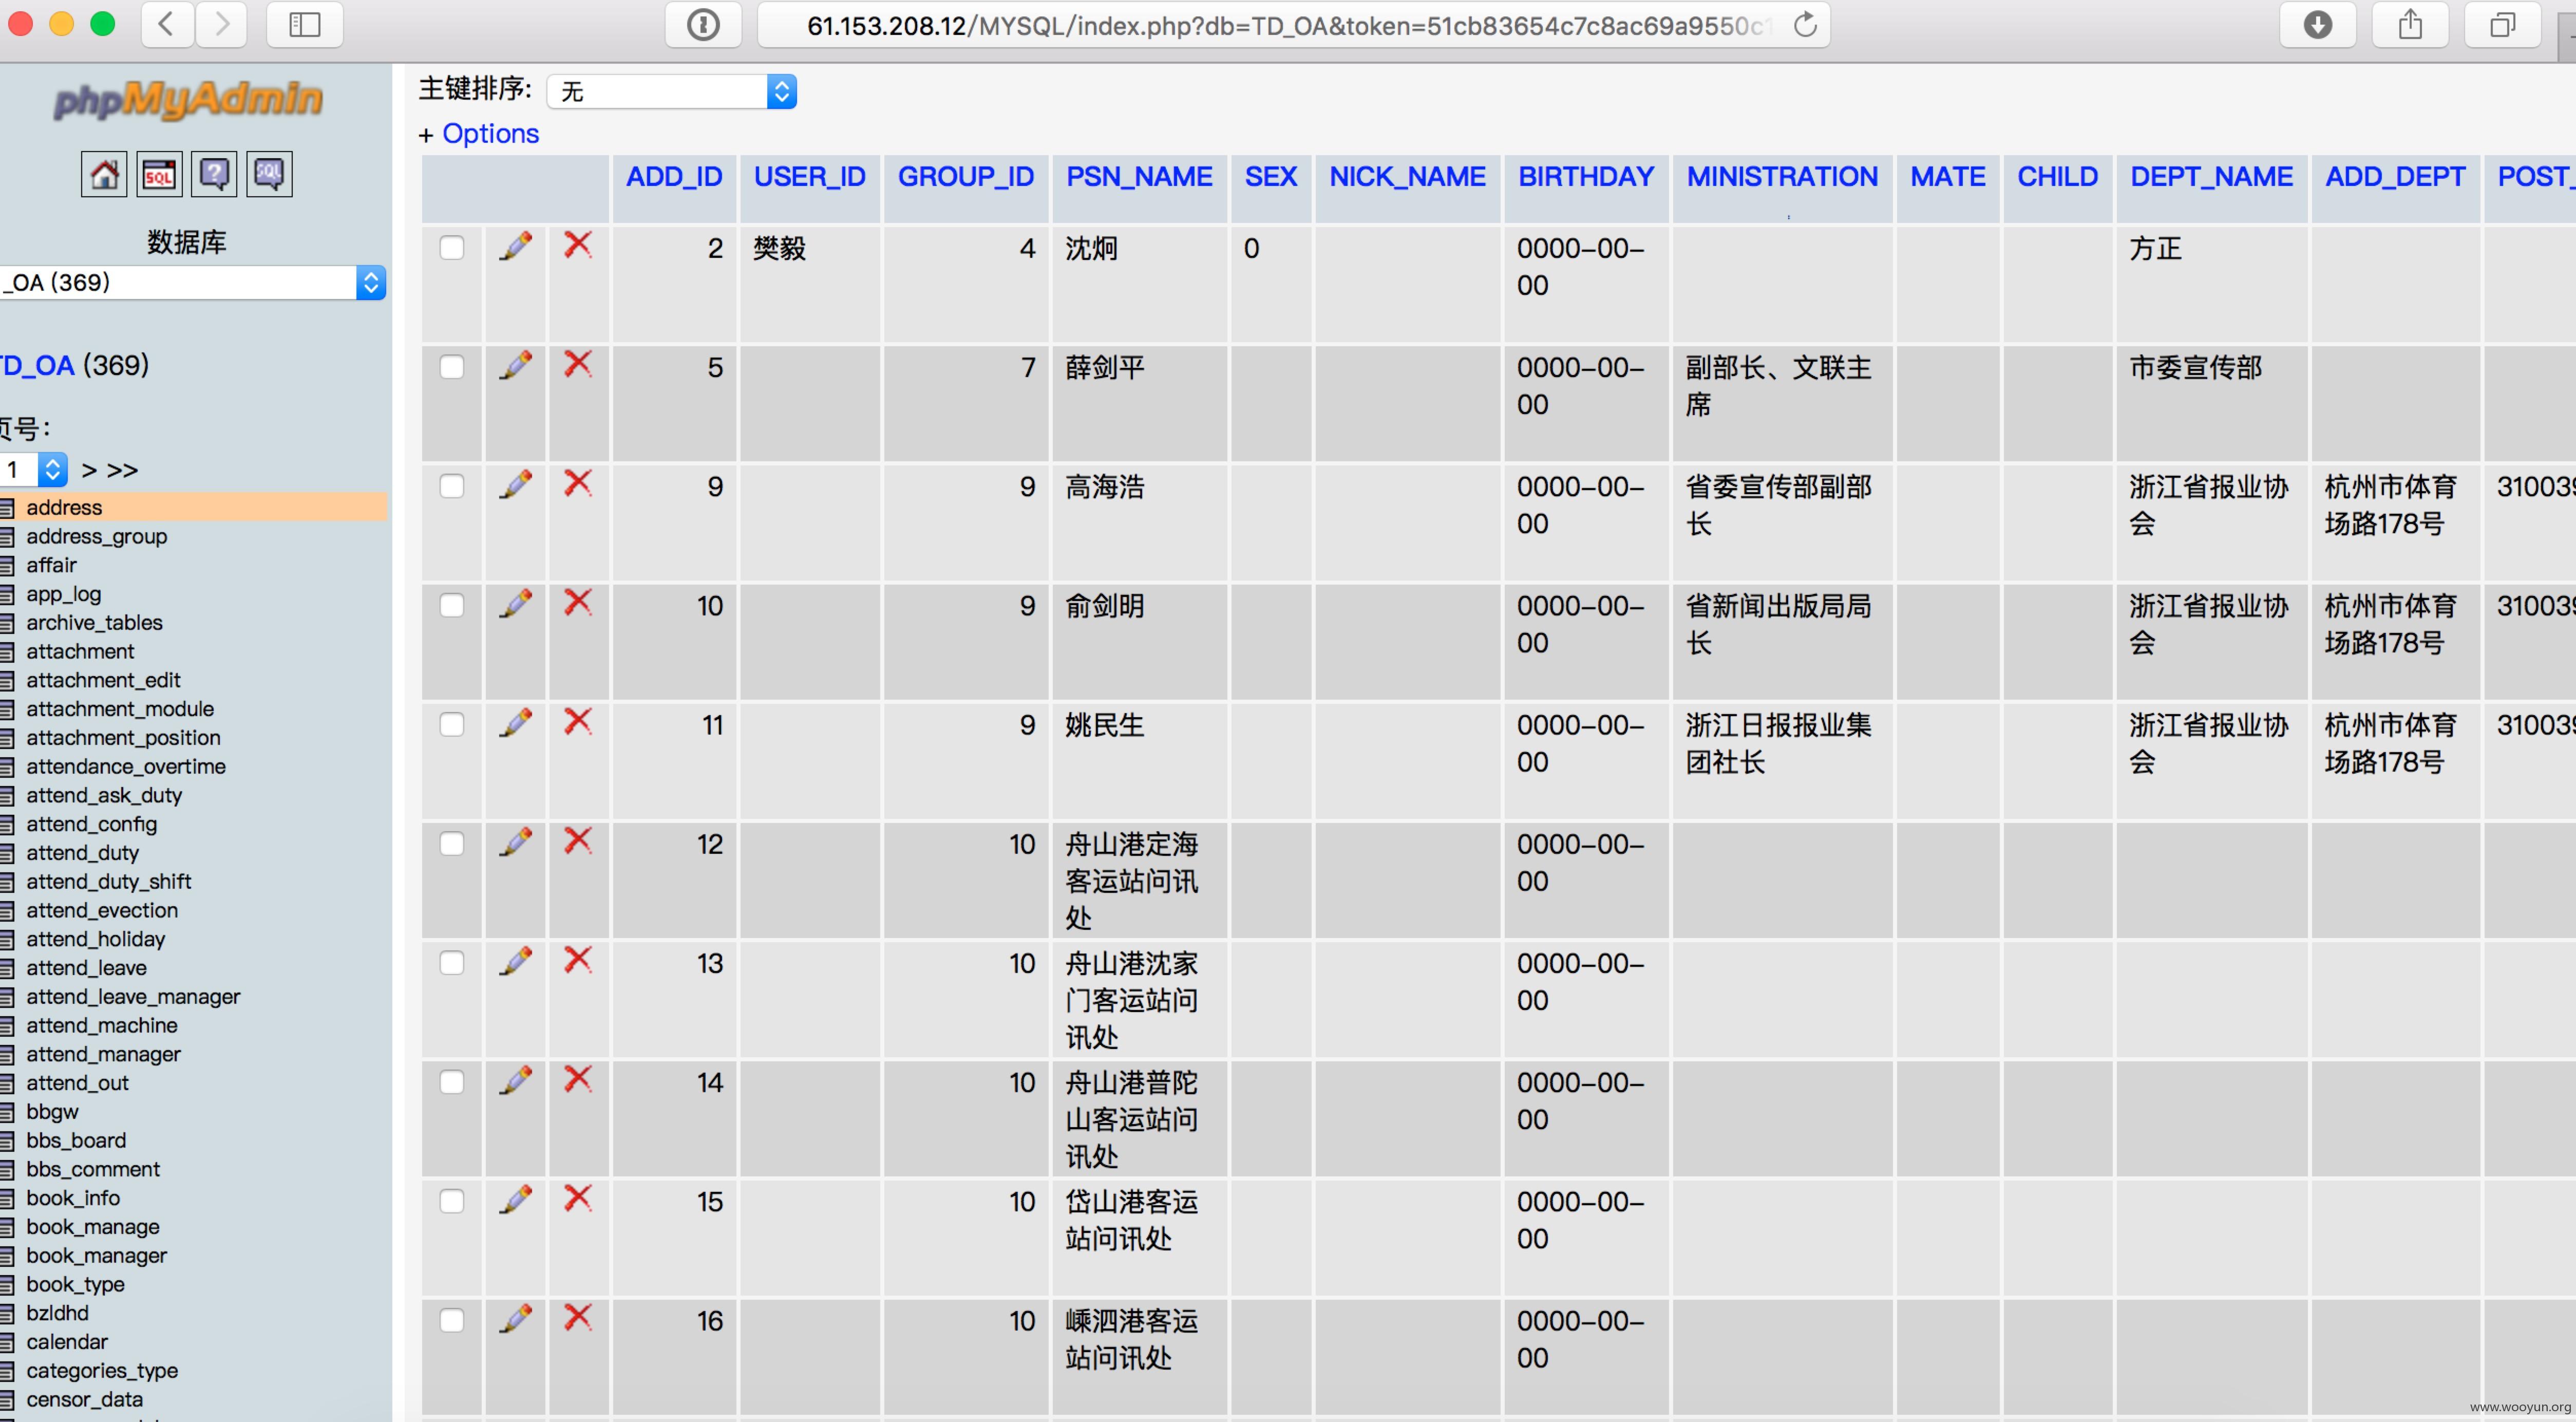 61.153.208.12/MYSQL/index.php?db=TD_OA&token=51cb83654c7c8ac69a9550c1
phpMyAdmin
SQL ? SQL
数据库
_OA (369)
TD_OA (369)
页号:
1 > >>
address
address_group
affair
app_log
archive_tables
attachment
attachment_edit
attachment_module
attachment_position
attendance_overtime
attend_ask_duty
attend_config
attend_duty
attend_duty_shift
attend_evection
attend_holiday
attend_leave
attend_leave_manager
attend_machine
attend_manager
attend_out
bbgw
bbs_board
bbs_comment
book_info
book_manage
book_manager
book_type
bzldhd
calendar
categories_type
censor_data
主键排序: 无
+ Options
ADD_ID USER_ID GROUP_ID PSN_NAME SEX NICK_NAME BIRTHDAY MINISTRATION MATE CHILD DEPT_NAME ADD_DEPT POST_
2 樊毅 4 沈炯 0 0000-00-
00 方正
5 7 薛剑平 0000-00-
00 副部长、文联主
席 市委宣传部
9 9 高海浩 0000-00-
00 省委宣传部副部
长 浙江省报业协
会 杭州市体育
场路178号 310039
10 9 俞剑明 0000-00-
00 省新闻出版局局
长 浙江省报业协
会 杭州市体育
场路178号 310039
11 9 姚民生 0000-00-
00 浙江日报报业集
团社长 浙江省报业协
会 杭州市体育
场路178号 310039
12 10 舟山港定海
客运站问讯
处 0000-00-
00
13 10 舟山港沈家
门客运站问
讯处 0000-00-
00
14 10 舟山港普陀
山客运站问
讯处 0000-00-
00
15 10 岱山港客运
站问讯处 0000-00-
00
16 10 嵊泗港客运
站问讯处 0000-00-
00
www.wooyun.org